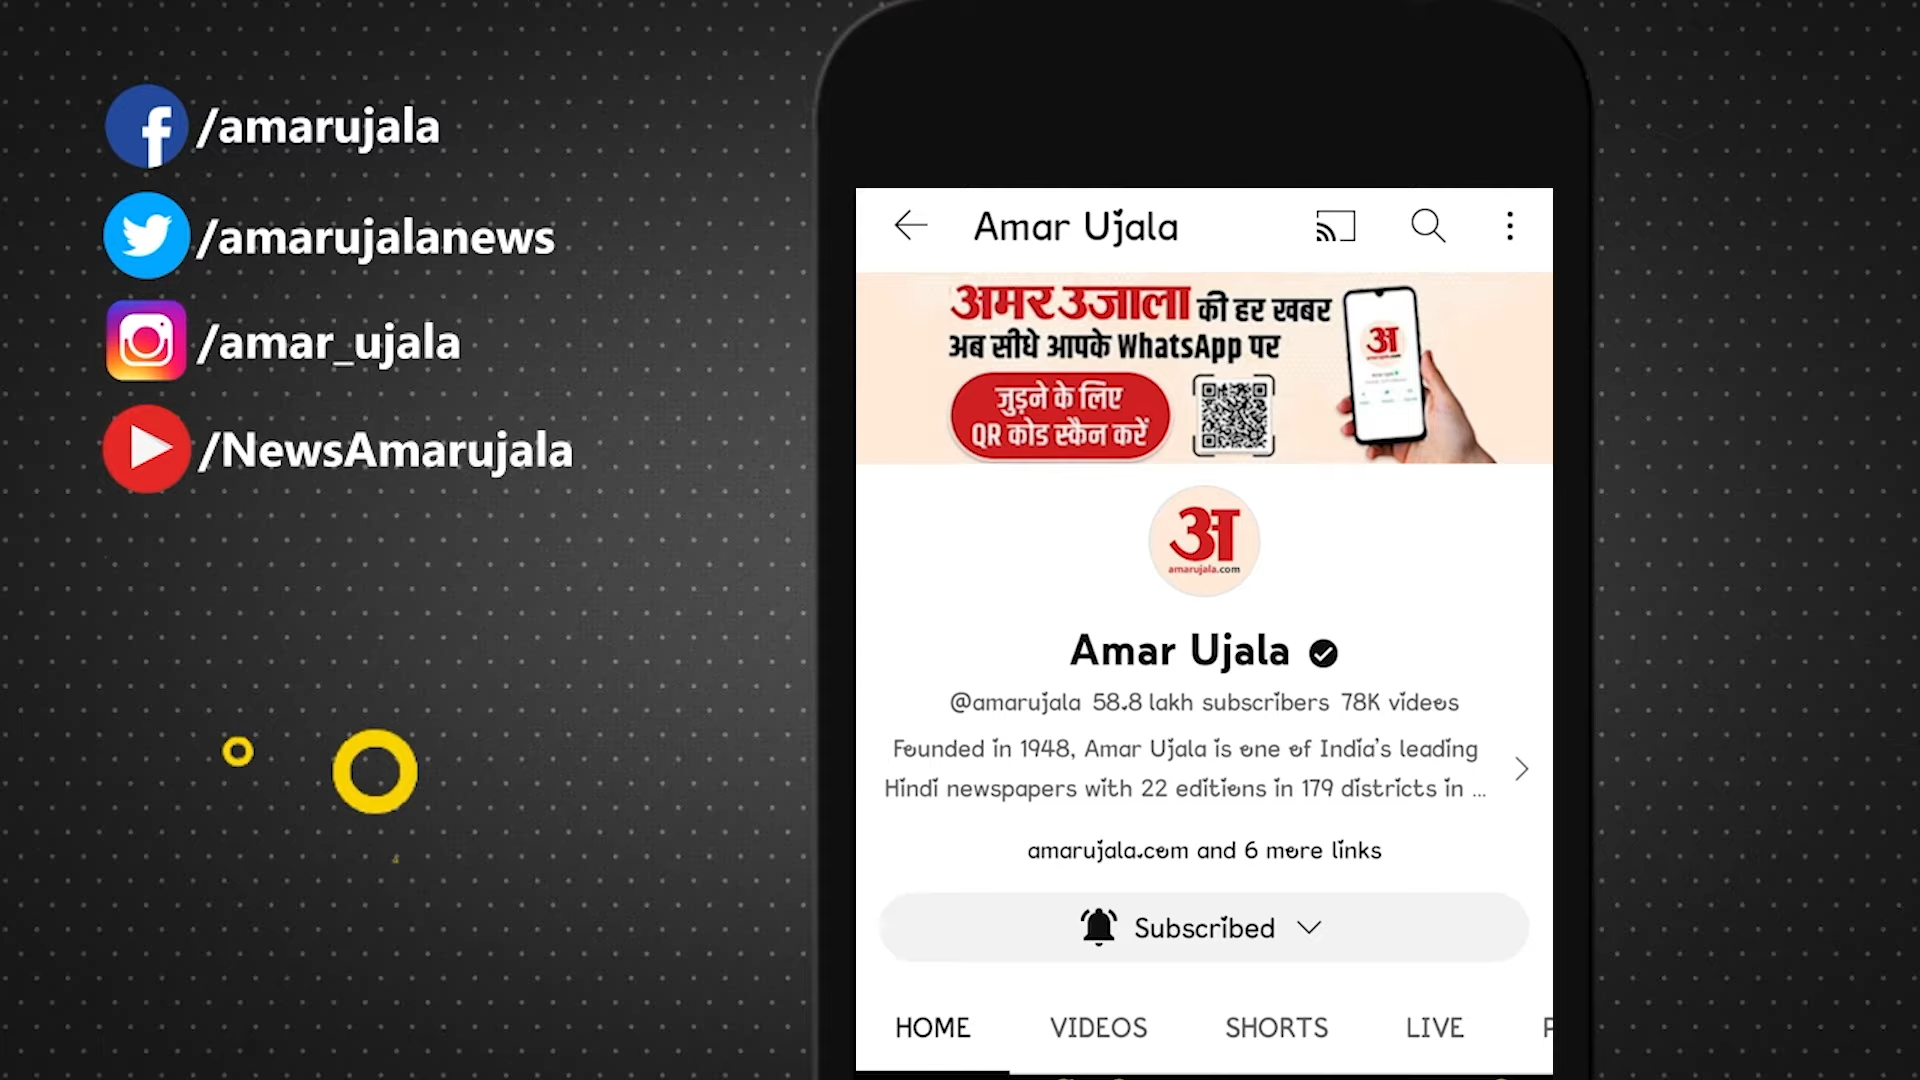 /amarujala
/amarujalanews
/amar_ujala
/NewsAmarujala
Amar Ujala
अमर उजाला की हर खबर
अब सीधे आपके WhatsApp पर
जुड़ने के लिए
QR कोड स्कैन करें
अ
अ
amarujala.com
Amar Ujala
@amarujala 58.8 lakh subscribers 78K videos
Founded in 1948, Amar Ujala is one of India's leading
Hindi newspapers with 22 editions in 179 districts in ...
amarujala.com and 6 more links
Subscribed
HOME VIDEOS SHORTS LIVE